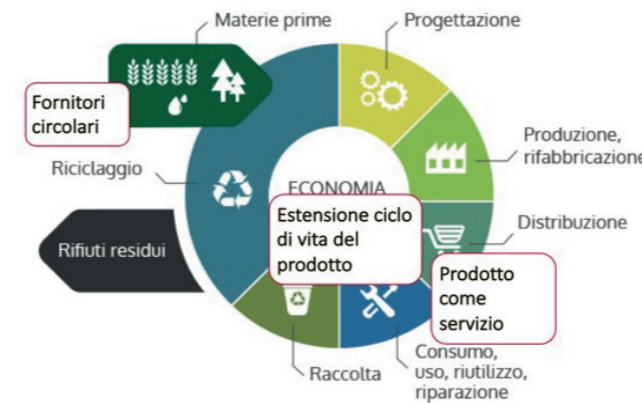 Materie prime
Progettazione
Fornitori
circolari
Produzione,
rifabbricazione
Riciclaggio
ECONOMIA
Estensione ciclo
di vita del
prodotto
Distribuzione
Rifiuti residui
Prodotto
come
servizio
Raccolta
Consumo,
uso, riutilizzo,
riparazione